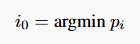 i₀ = argmin pᵢ